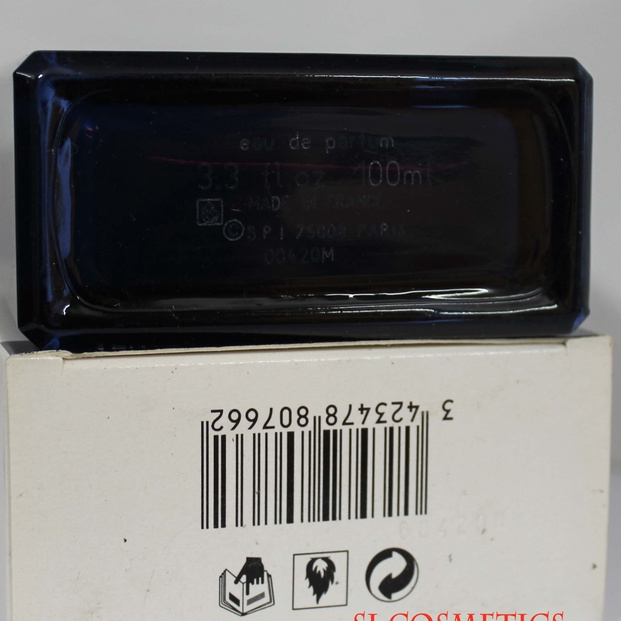 eau de parfum
3.3 fl oz 100ml
MADE IN FRANCE
© B P I 75008 PARIS
00420M
3 423478 807662
SLCOSMETICS